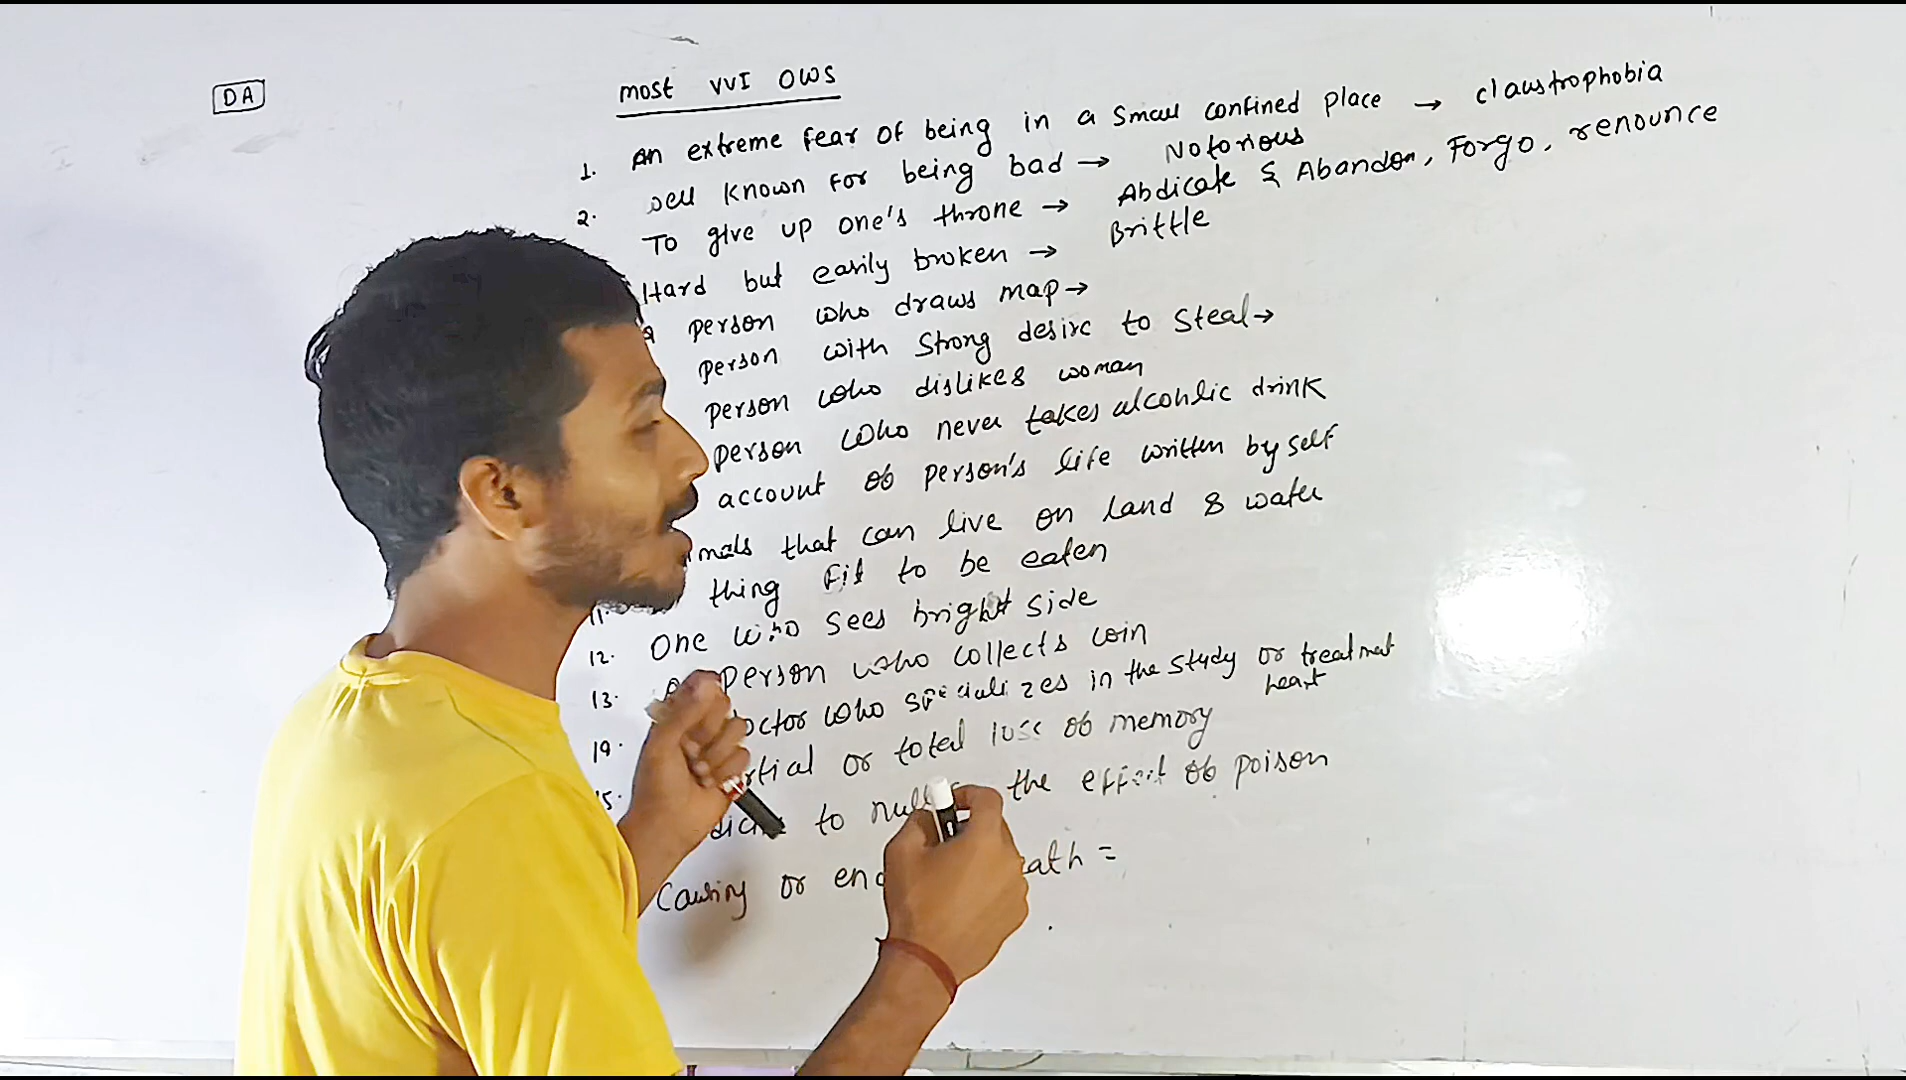 DA
most VVI OWS
1. An extreme fear of being in a small confined place → claustrophobia
2. well known for being bad → Notorious
To give up one's throne → Abdicate & Abandon, Forgo, renounce
Hard but easily broken → Brittle
a person who draws map →
person with strong desire to steal →
person who dislikes woman
person who never takes alcohlic drink
account of person's life written by self
that can live on land & water
11. thing fit to be eaten
12. One who sees bright side
13. person who collects coin
who specializes in the study or treatment
heart
or total loss of memory
15. to the effect of poison
Causing or =